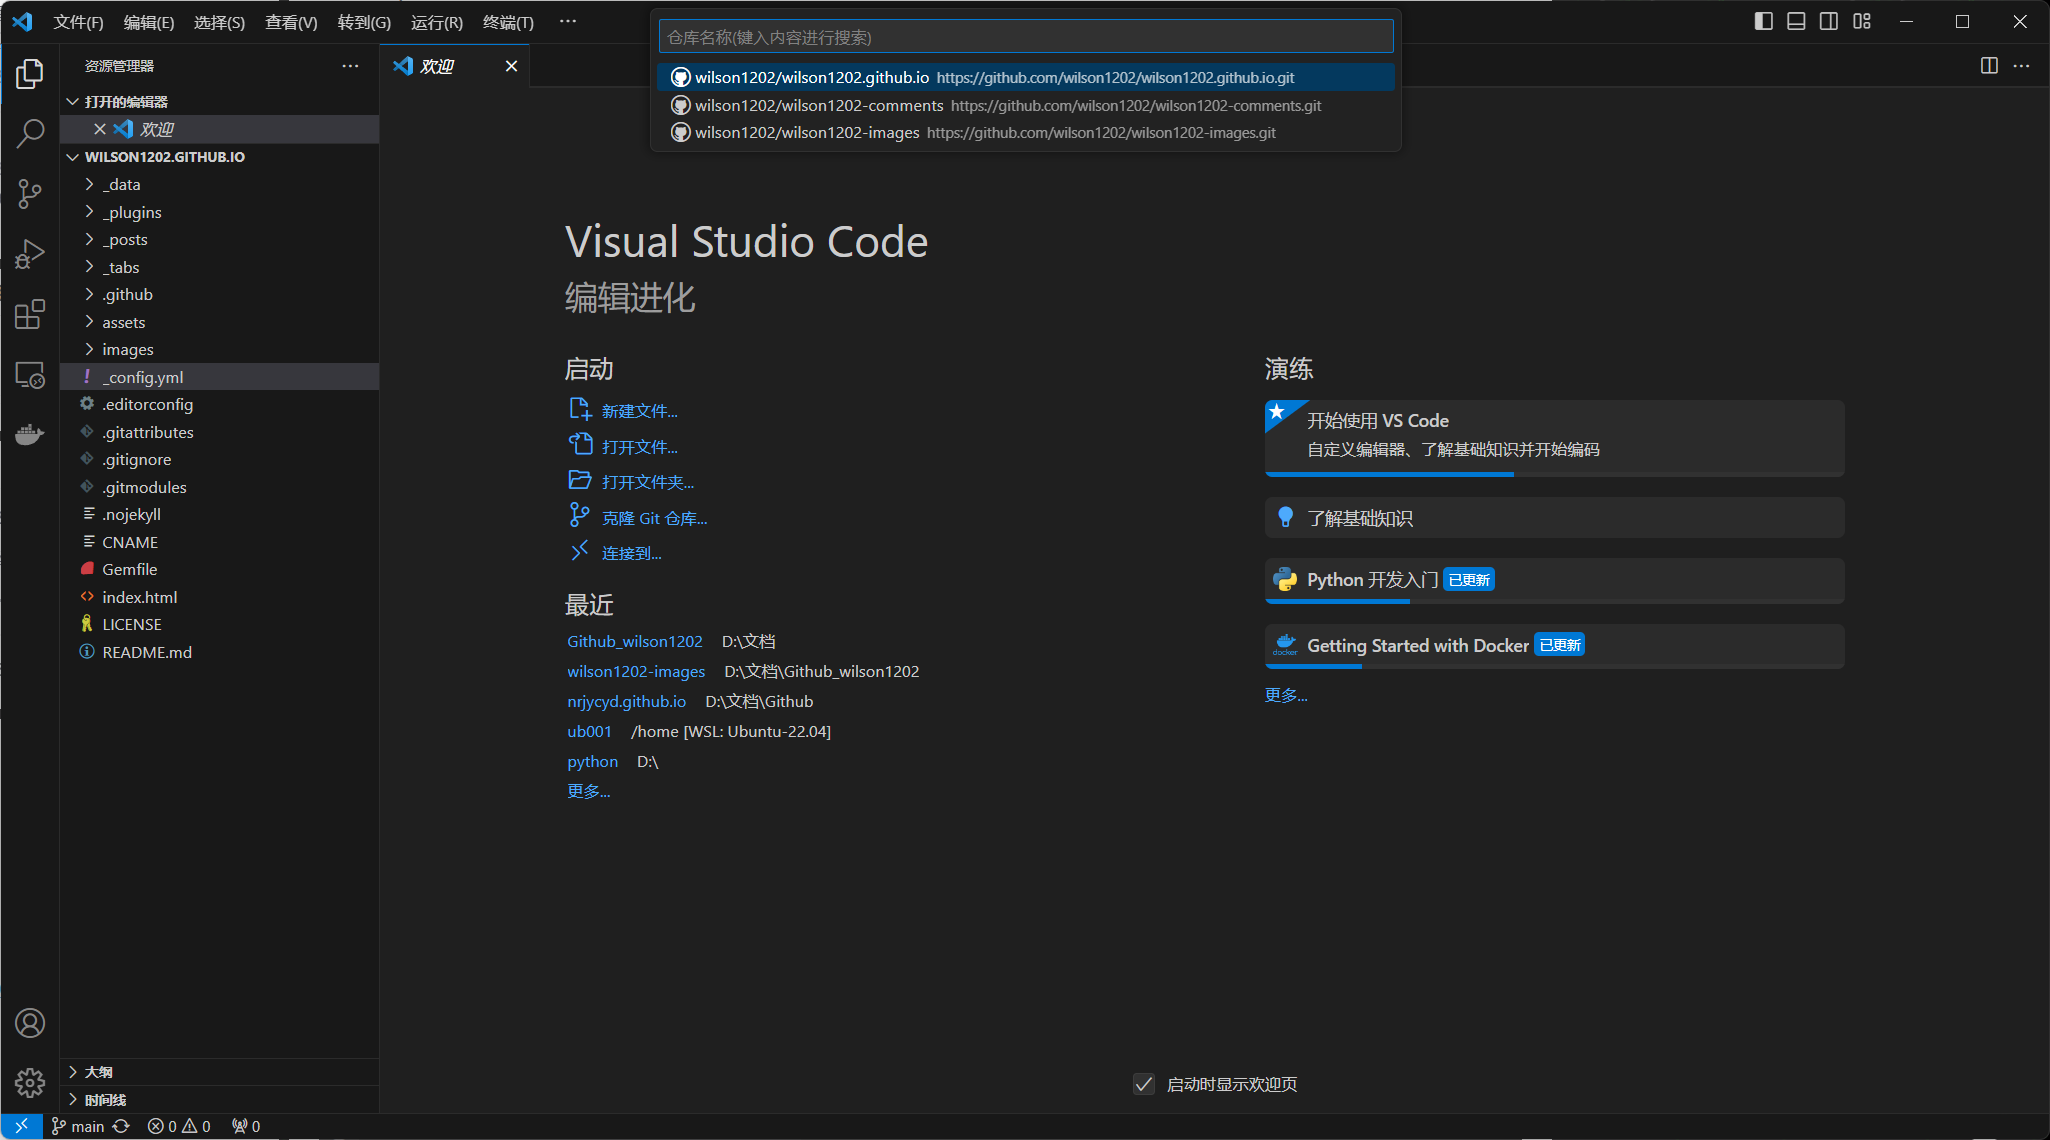 文件(F) 编辑(E) 选择(S) 查看(V) 转到(G) 运行(R) 终端(T) ···
仓库名称(键入内容进行搜索)
wilson1202/wilson1202.github.io https://github.com/wilson1202/wilson1202.github.io.git
wilson1202/wilson1202-comments https://github.com/wilson1202/wilson1202-comments.git
wilson1202/wilson1202-images https://github.com/wilson1202/wilson1202-images.git
资源管理器
欢迎
打开的编辑器
欢迎
WILSON1202.GITHUB.IO
_data
_plugins
_posts
_tabs
.github
assets
images
_config.yml
.editorconfig
.gitattributes
.gitignore
.gitmodules
.nojekyll
CNAME
Gemfile
index.html
LICENSE
README.md
大纲
时间线
Visual Studio Code
编辑进化
启动
新建文件...
打开文件...
打开文件夹...
克隆 Git 仓库...
连接到...
最近
Github_wilson1202 D:\文档
wilson1202-images D:\文档\Github_wilson1202
nrjycyd.github.io D:\文档\Github
ub001 /home [WSL: Ubuntu-22.04]
python D:\
更多...
演练
开始使用 VS Code
自定义编辑器、了解基础知识并开始编码
了解基础知识
Python 开发入门 已更新
docker
Getting Started with Docker 已更新
更多...
启动时显示欢迎页
main 0 0 0